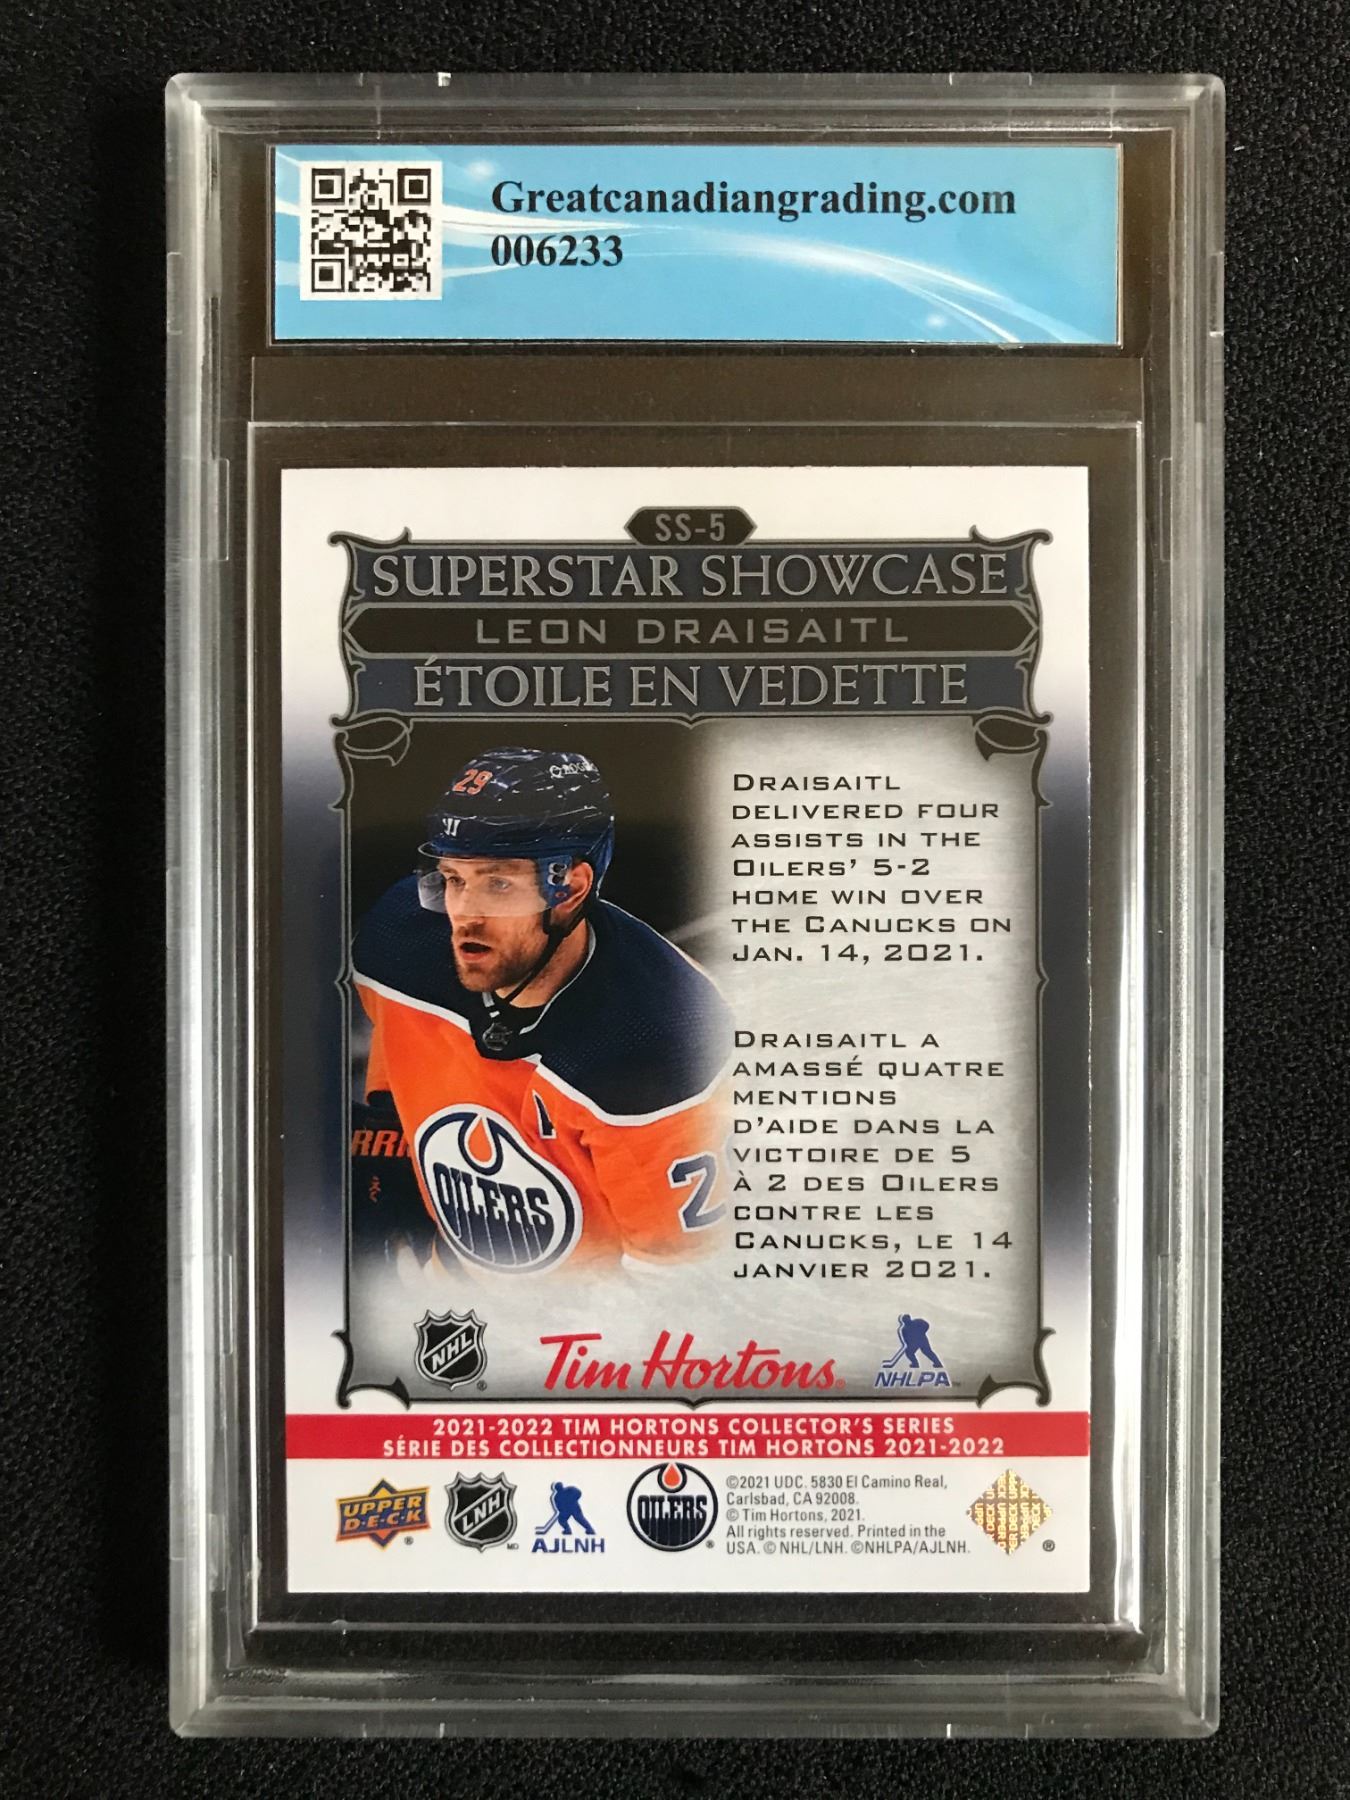 Greatcanadiangrading.com
006233
SS-5
SUPERSTAR SHOWCASE
LEON DRAISAITL
ÉTOILE EN VEDETTE
29
DRAISAITL
DELIVERED FOUR
ASSISTS IN THE
OILERS' 5-2
HOME WIN OVER
THE CANUCKS ON
JAN. 14, 2021.
DRAISAITL A
AMASSÉ QUATRE
MENTIONS
D'AIDE DANS LA
VICTOIRE DE 5
À 2 DES OILERS
CONTRE LES
CANUCKS, LE 14
JANVIER 2021.
A
OILERS
2
NHL ®
Tim Hortons®
NHLPA™
2021-2022 TIM HORTONS COLLECTOR'S SERIES
SÉRIE DES COLLECTIONNEURS TIM HORTONS 2021-2022
UPPER DECK ®
LNH MD
AJLNH
OILERS ®
©2021 UDC. 5830 El Camino Real,
Carlsbad, CA 92008.
© Tim Hortons, 2021.
All rights reserved. Printed in the
USA. © NHL/LNH. ©NHLPA/AJLNH.
®